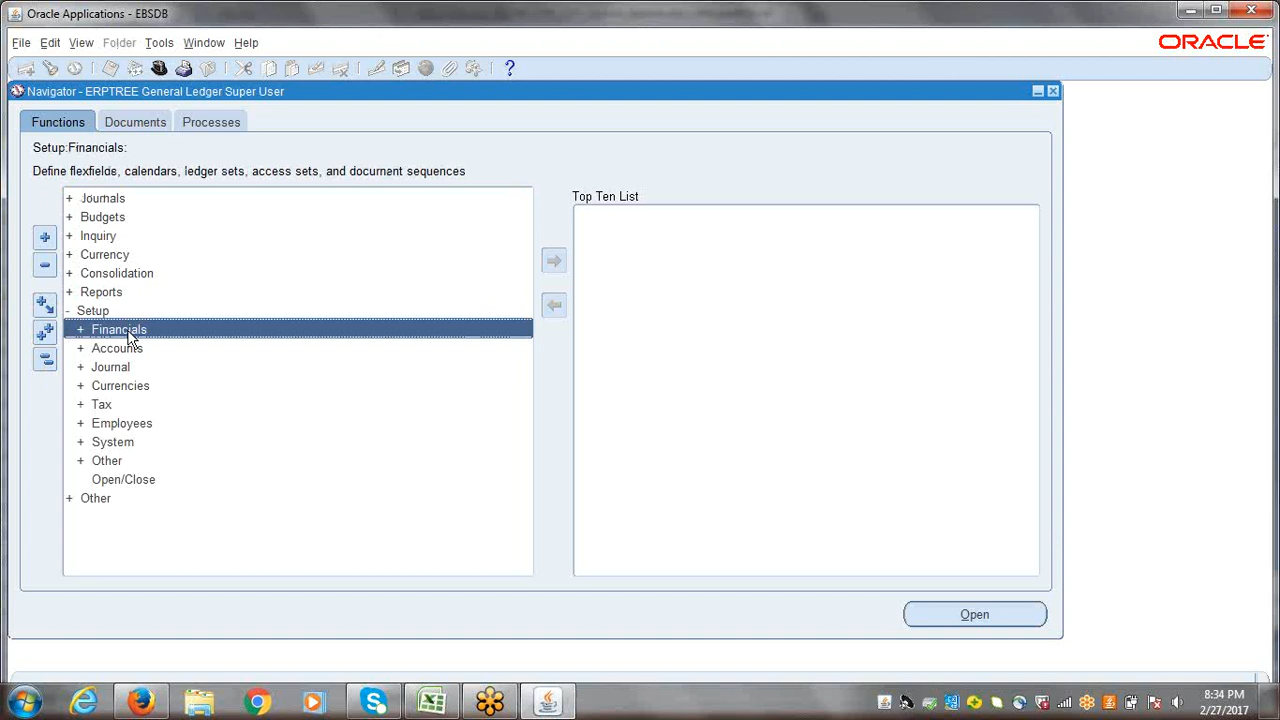 Oracle Applications - EBSDB
File Edit View Folder Tools Window Help
ORACLE
Navigator - ERPTREE General Ledger Super User
Functions Documents Processes
Setup:Financials:
Define flexfields, calendars, ledger sets, access sets, and document sequences
Top Ten List
+ Journals
+ Budgets
+ Inquiry
+ Currency
+ Consolidation
+ Reports
- Setup
+ Financials
+ Accounts
+ Journal
+ Currencies
+ Tax
+ Employees
+ System
+ Other
Open/Close
+ Other
Open
8:34 PM
2/27/2017